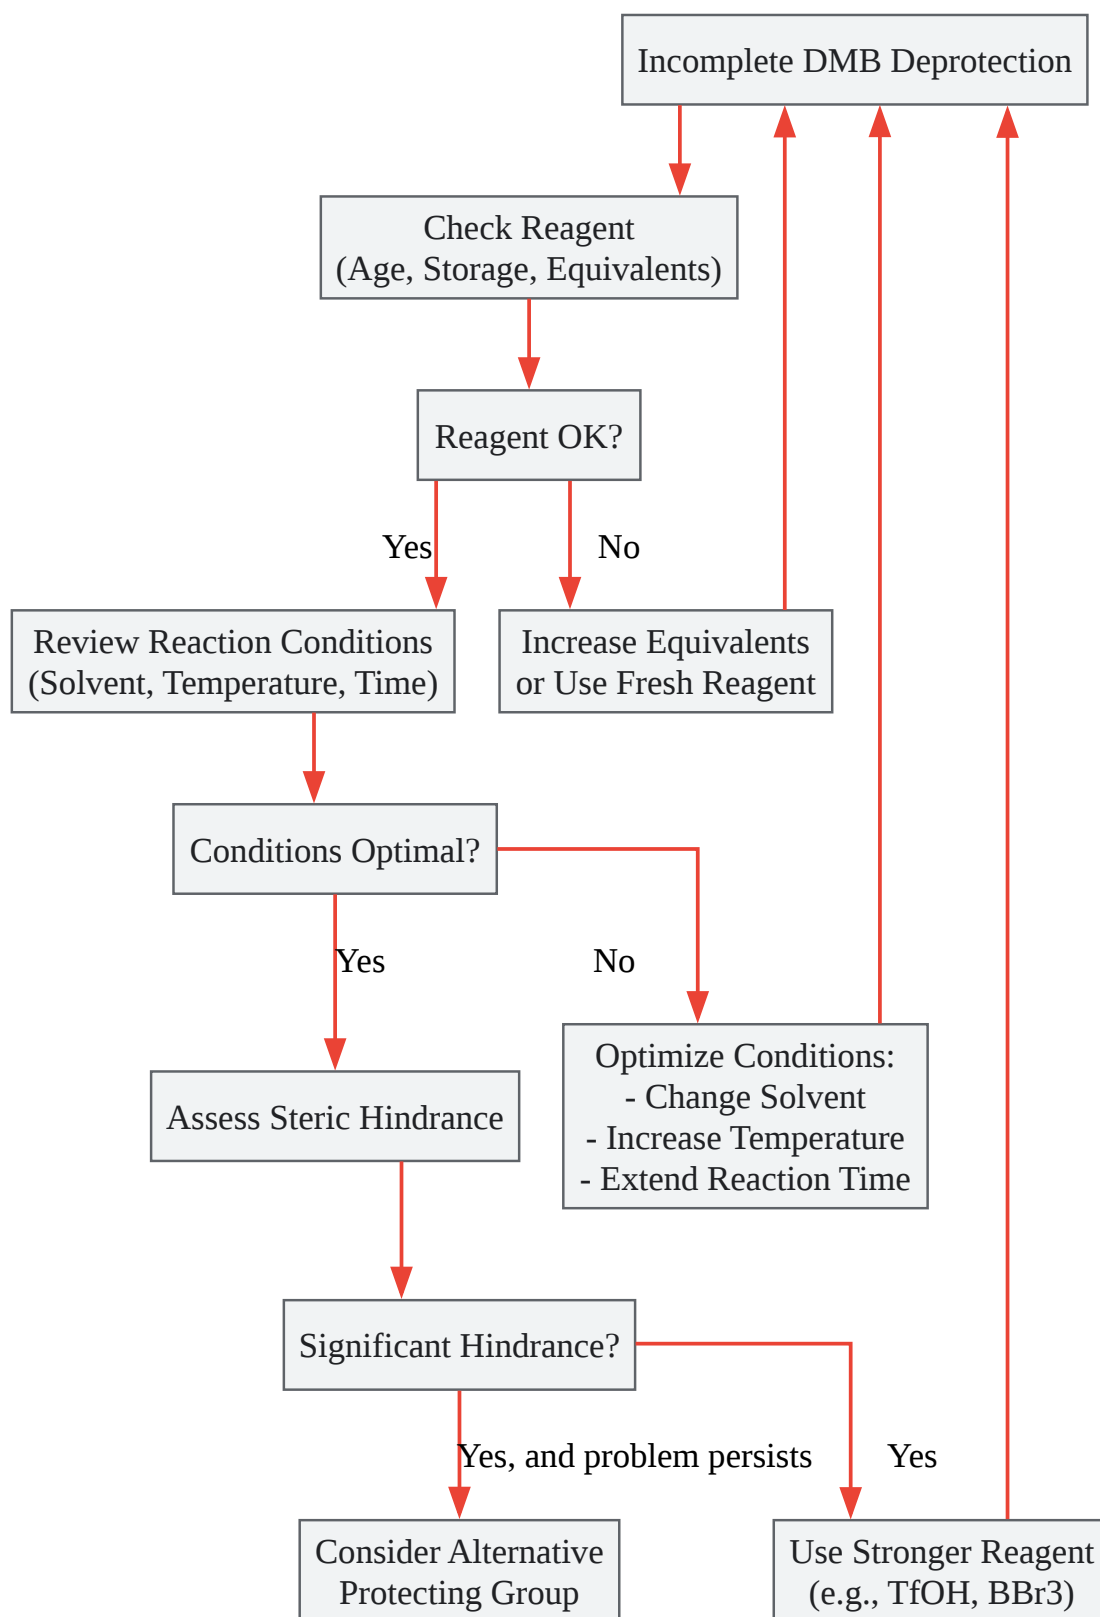 Incomplete DMB Deprotection
Check Reagent
(Age, Storage, Equivalents)
Reagent OK?
Yes
No
Review Reaction Conditions
(Solvent, Temperature, Time)
Increase Equivalents
or Use Fresh Reagent
Conditions Optimal?
Yes
No
Optimize Conditions:
- Change Solvent
- Increase Temperature
- Extend Reaction Time
Assess Steric Hindrance
Significant Hindrance?
Yes, and problem persists
Yes
Consider Alternative
Protecting Group
Use Stronger Reagent
(e.g., TfOH, BBr3)